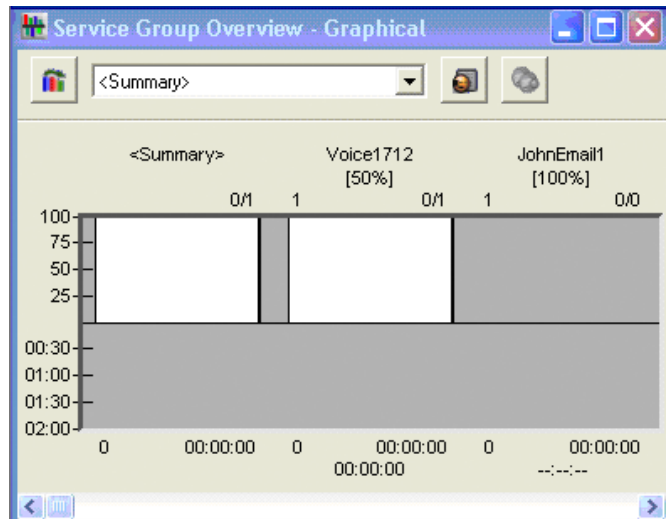 Service Group Overview - Graphical
<Summary>
<Summary> Voice1712 JohnEmail1
[50%] [100%]
0/1 1 0/1 1 0/0
100
75
50
25
00:30
01:00
01:30
02:00
0 00:00:00 0 00:00:00 0 00:00:00
00:00:00 --:--:--